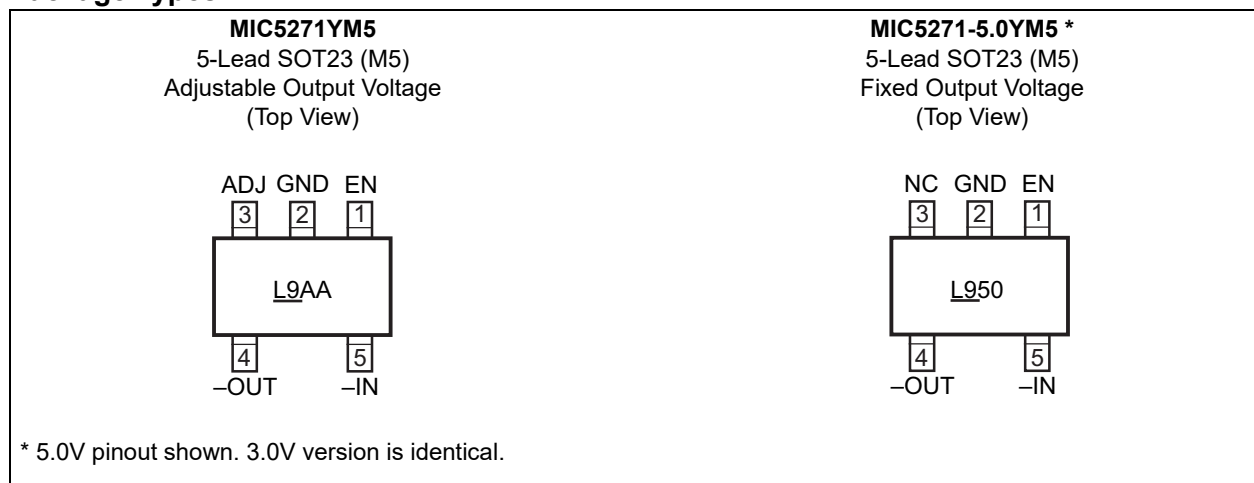 MIC5271YM5
5-Lead SOT23 (M5)
Adjustable Output Voltage
(Top View)
ADJ GND EN
3 2 1
L9AA
4 5
–OUT –IN
MIC5271-5.0YM5 *
5-Lead SOT23 (M5)
Fixed Output Voltage
(Top View)
NC GND EN
3 2 1
L950
4 5
–OUT –IN
* 5.0V pinout shown. 3.0V version is identical.